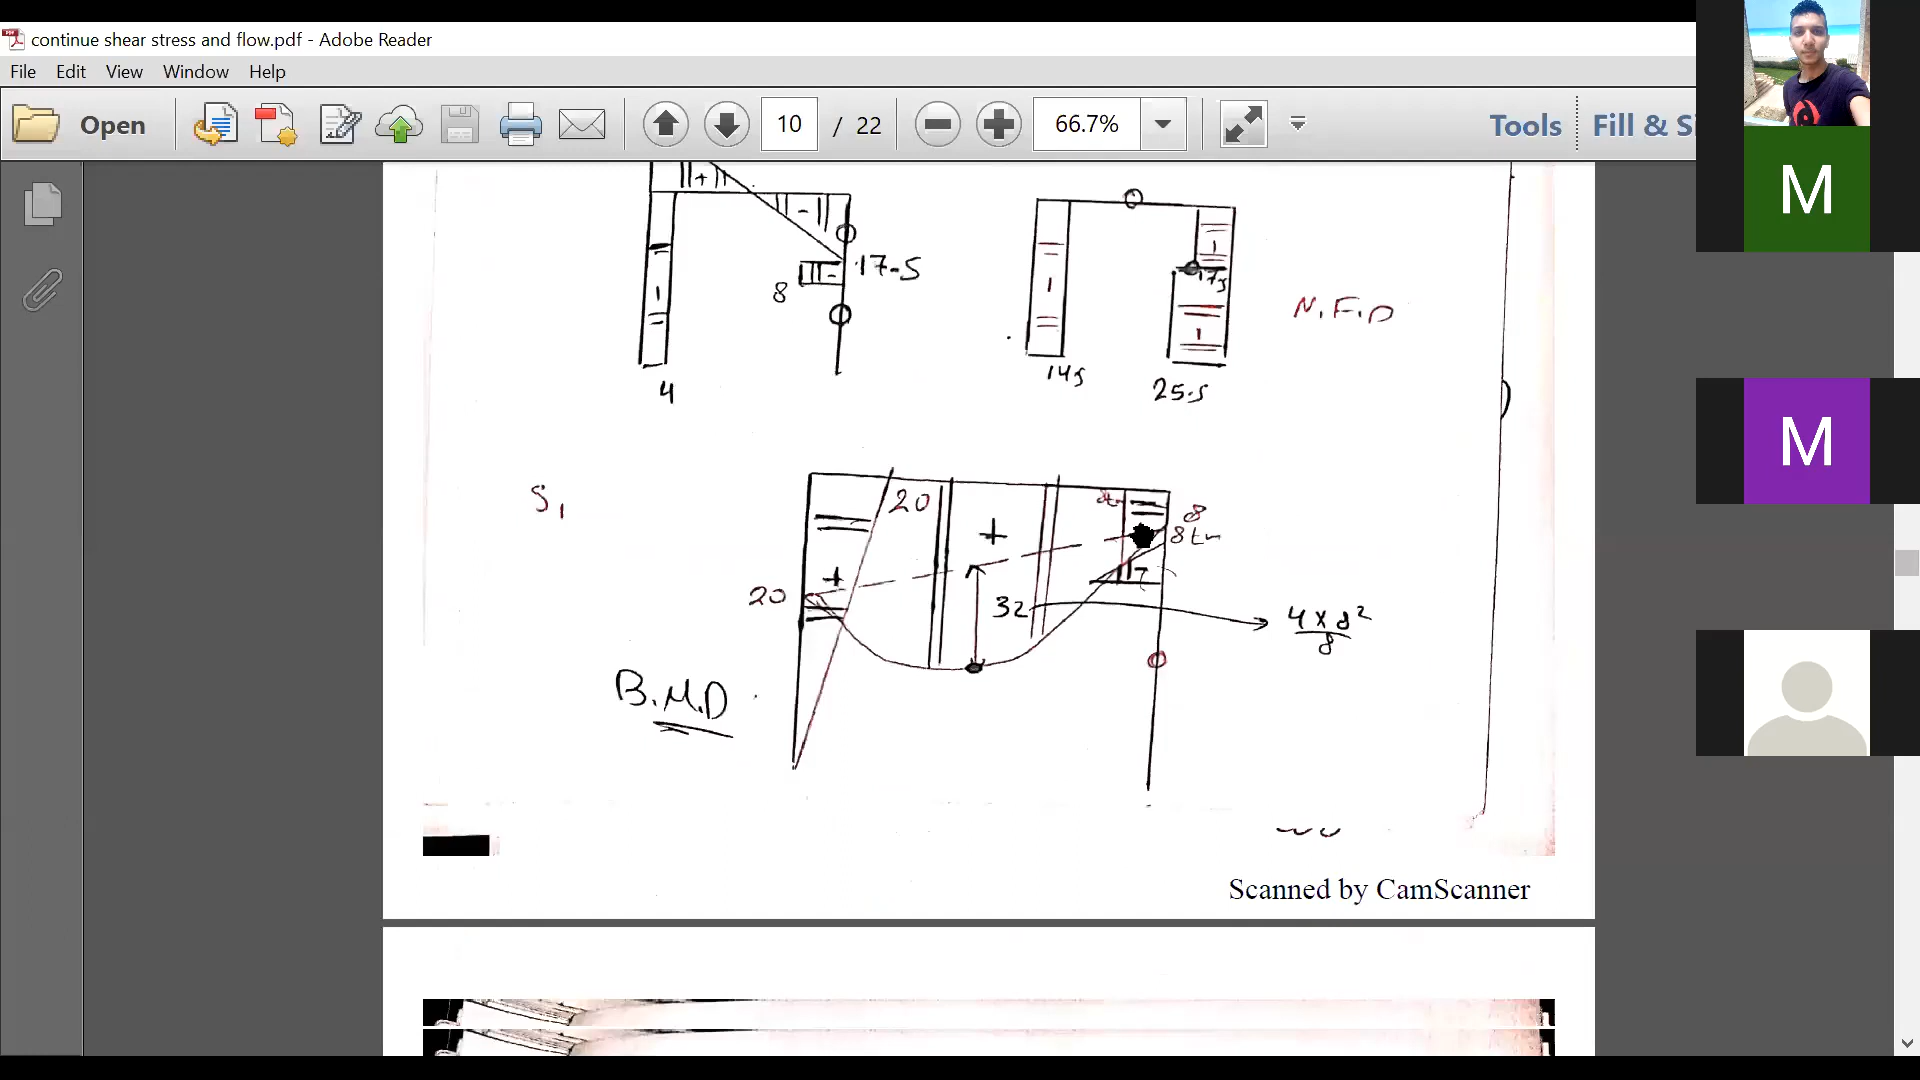 continue shear stress and flow.pdf - Adobe Reader
File Edit View Window Help
Open 10 / 22 66.7% Tools Fill & Si
+
-
17-5
-
8
4
145
175
25.5
N.F.D
S1
20
+
8
8tm
+
20
32
4 x 8²
8
B.M.D
Scanned by CamScanner
M
M